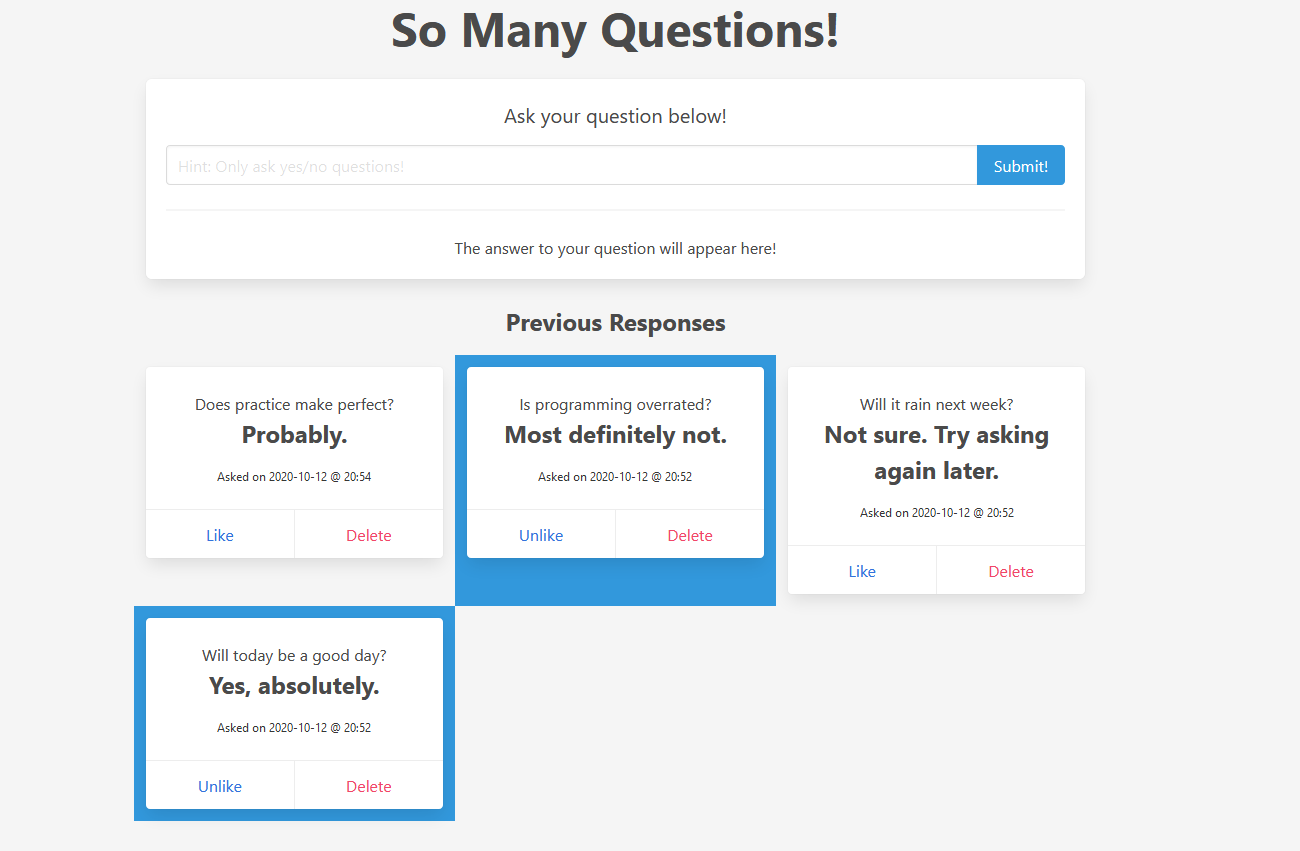 So Many Questions!
Ask your question below!
Hint: Only ask yes/no questions!
Submit!
The answer to your question will appear here!
Previous Responses
Does practice make perfect?
Probably.
Asked on 2020-10-12 @ 20:54
Like
Delete
Is programming overrated?
Most definitely not.
Asked on 2020-10-12 @ 20:52
Unlike
Delete
Will it rain next week?
Not sure. Try asking
again later.
Asked on 2020-10-12 @ 20:52
Like
Delete
Will today be a good day?
Yes, absolutely.
Asked on 2020-10-12 @ 20:52
Unlike
Delete